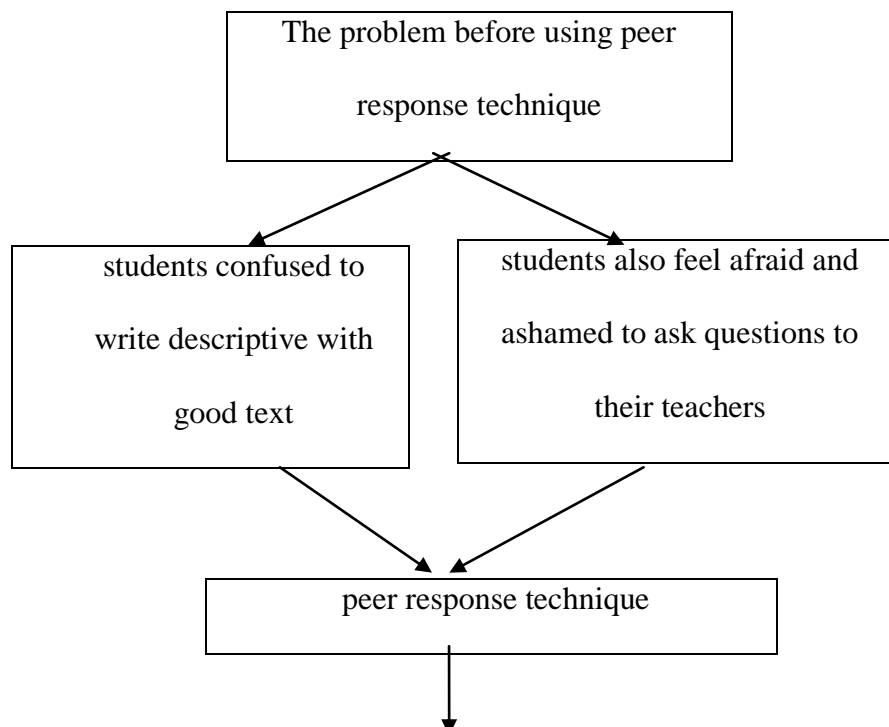 The problem before using peer
response technique
students confused to
write descriptive with
good text
students also feel afraid and
ashamed to ask questions to
their teachers
peer response technique